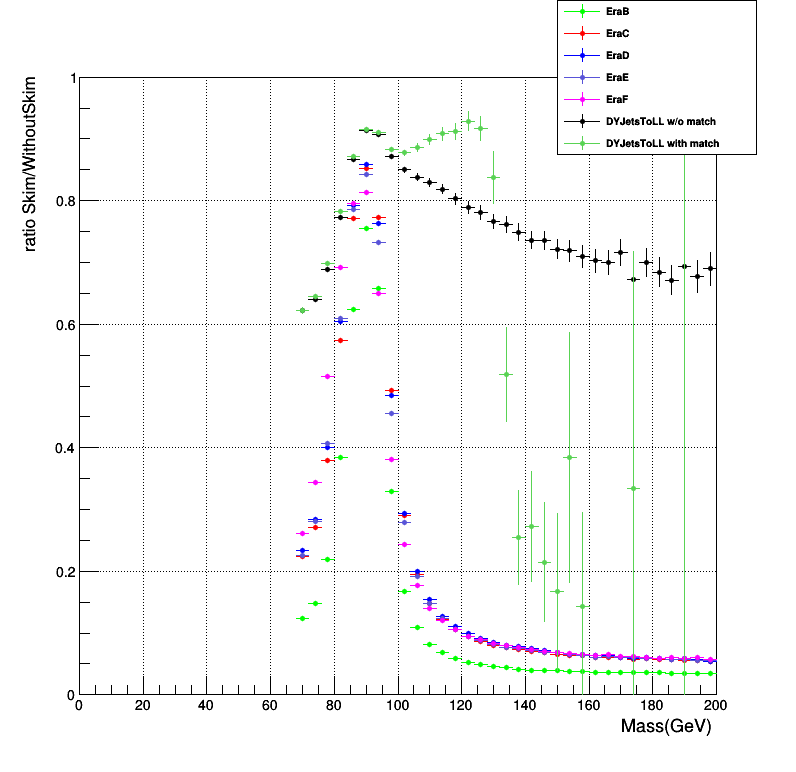 EraB
EraC
EraD
EraE
EraF
DYJetsToLL w/o match
DYJetsToLL with match
ratio Skim/WithoutSkim
1
0.8
0.6
0.4
0.2
0
0 20 40 60 80 100 120 140 160 180 200
Mass(GeV)